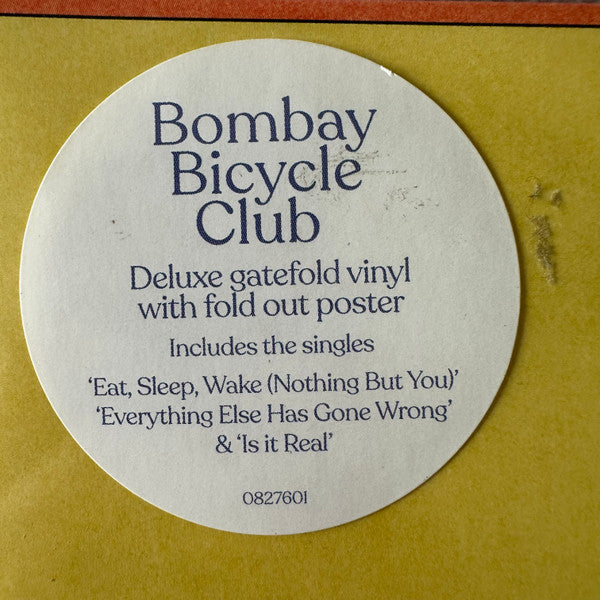 Bombay
Bicycle
Club
Deluxe gatefold vinyl
with fold out poster
Includes the singles
‘Eat, Sleep, Wake (Nothing But You)’
‘Everything Else Has Gone Wrong’
& ‘Is it Real’
0827601